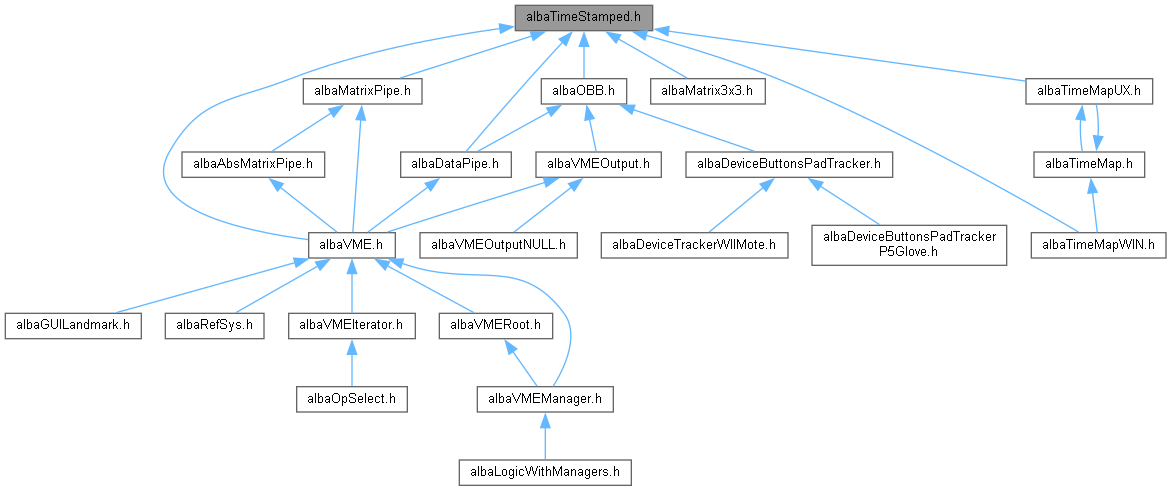 albaTimeStamped.h
albaMatrixPipe.h
albaOBB.h
albaMatrix3x3.h
albaTimeMapUX.h
albaAbsMatrixPipe.h
albaDataPipe.h
albaVMEOutput.h
albaDeviceButtonsPadTracker.h
albaTimeMap.h
albaVME.h
albaVMEOutputNULL.h
albaDeviceTrackerWIIMote.h
albaDeviceButtonsPadTracker
P5Glove.h
albaTimeMapWIN.h
albaGUILandmark.h
albaRefSys.h
albaVMEIterator.h
albaVMERoot.h
albaOpSelect.h
albaVMEManager.h
albaLogicWithManagers.h